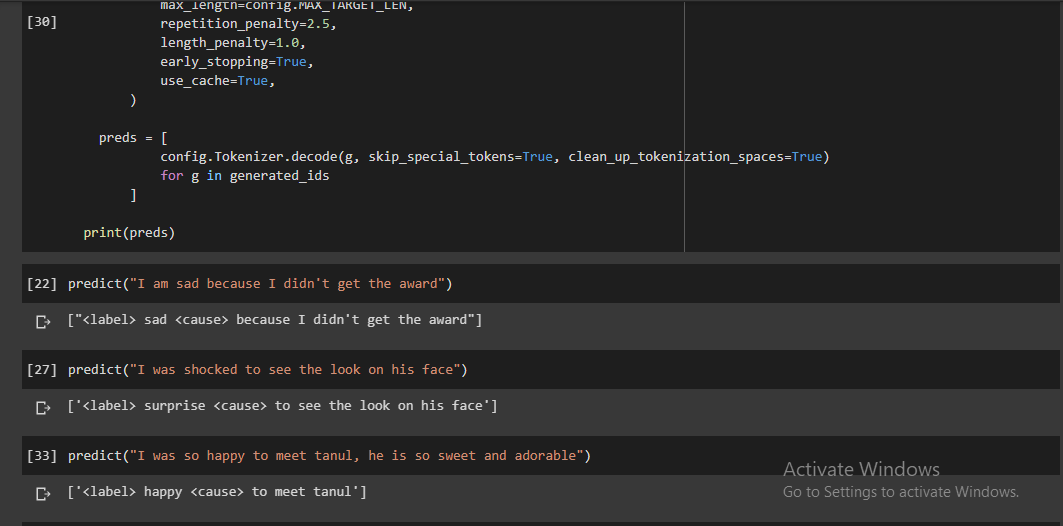 max_length=config.MAX_TARGET_LEN,
[30] repetition_penalty=2.5,
length_penalty=1.0,
early_stopping=True,
use_cache=True,
)
preds = [
config.Tokenizer.decode(g, skip_special_tokens=True, clean_up_tokenization_spaces=True)
for g in generated_ids
]
print(preds)
[22] predict("I am sad because I didn't get the award")
["<label> sad <cause> because I didn't get the award"]
[27] predict("I was shocked to see the look on his face")
['<label> surprise <cause> to see the look on his face']
[33] predict("I was so happy to meet tanul, he is so sweet and adorable")
['<label> happy <cause> to meet tanul']
Activate Windows
Go to Settings to activate Windows.